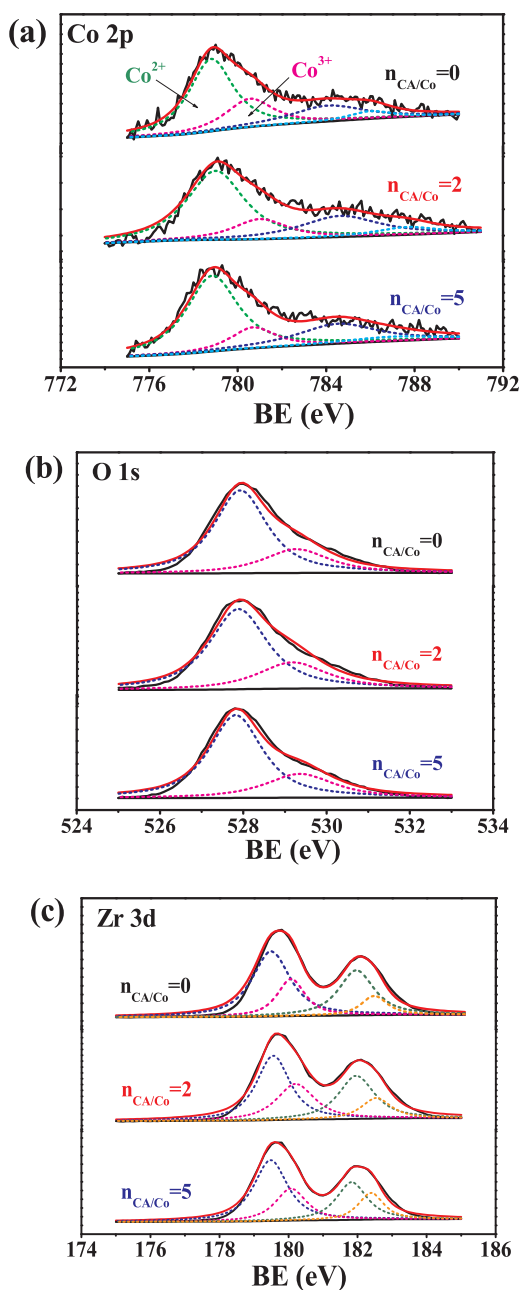 (a)
Co 2p
Co2+
Co3+
nCA/Co=0
nCA/Co=2
nCA/Co=5
772 776 780 784 788 792
BE (eV)
(b)
O 1s
nCA/Co=0
nCA/Co=2
nCA/Co=5
524 526 528 530 532 534
BE (eV)
(c)
Zr 3d
nCA/Co=0
nCA/Co=2
nCA/Co=5
174 176 178 180 182 184 186
BE (eV)